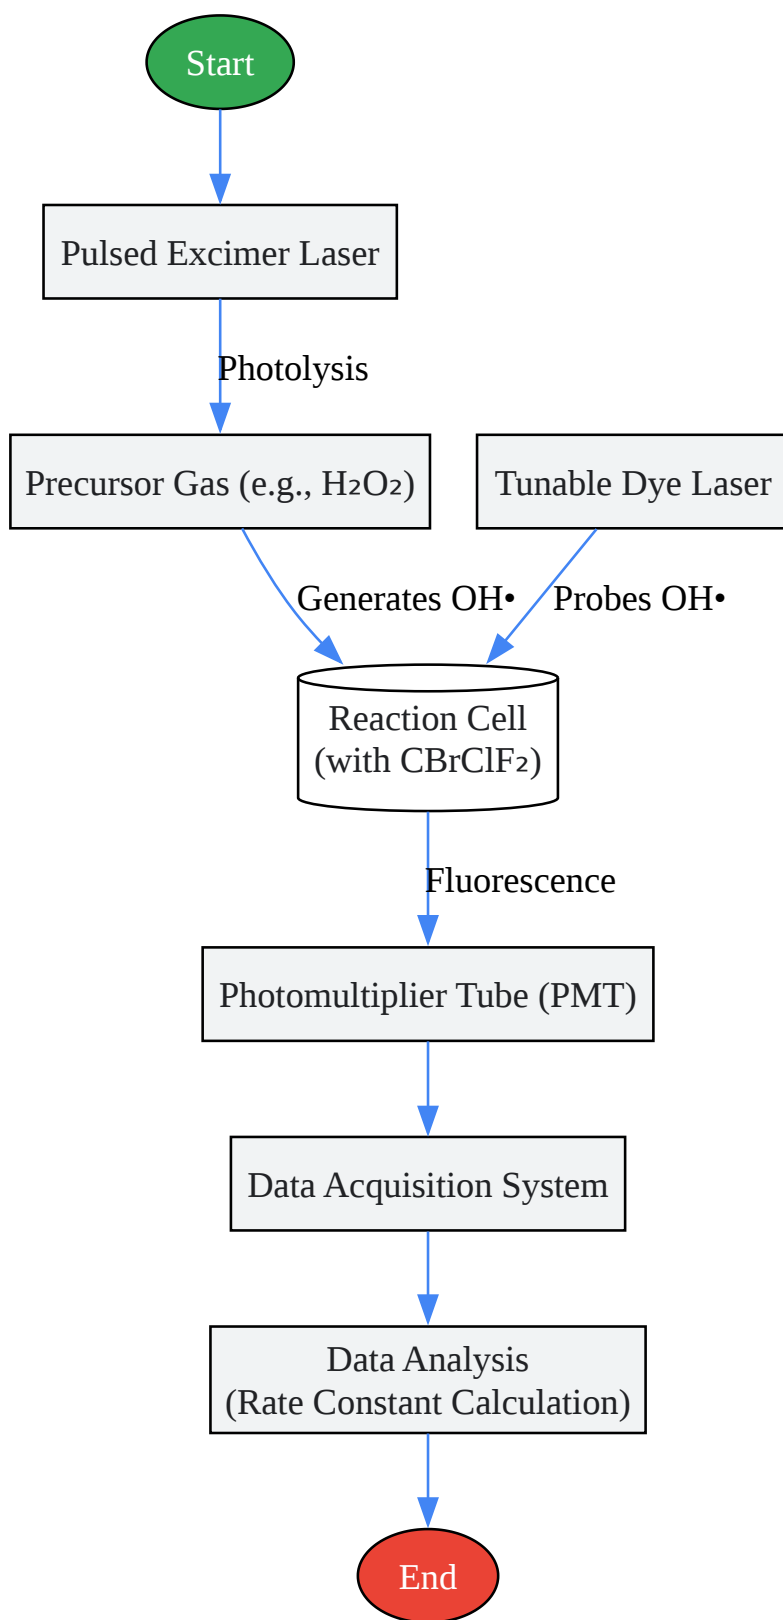 Start
Pulsed Excimer Laser
Photolysis
Precursor Gas (e.g., H₂O₂)
Tunable Dye Laser
Generates OH•
Probes OH•
Reaction Cell
(with CBrClF₂)
Fluorescence
Photomultiplier Tube (PMT)
Data Acquisition System
Data Analysis
(Rate Constant Calculation)
End